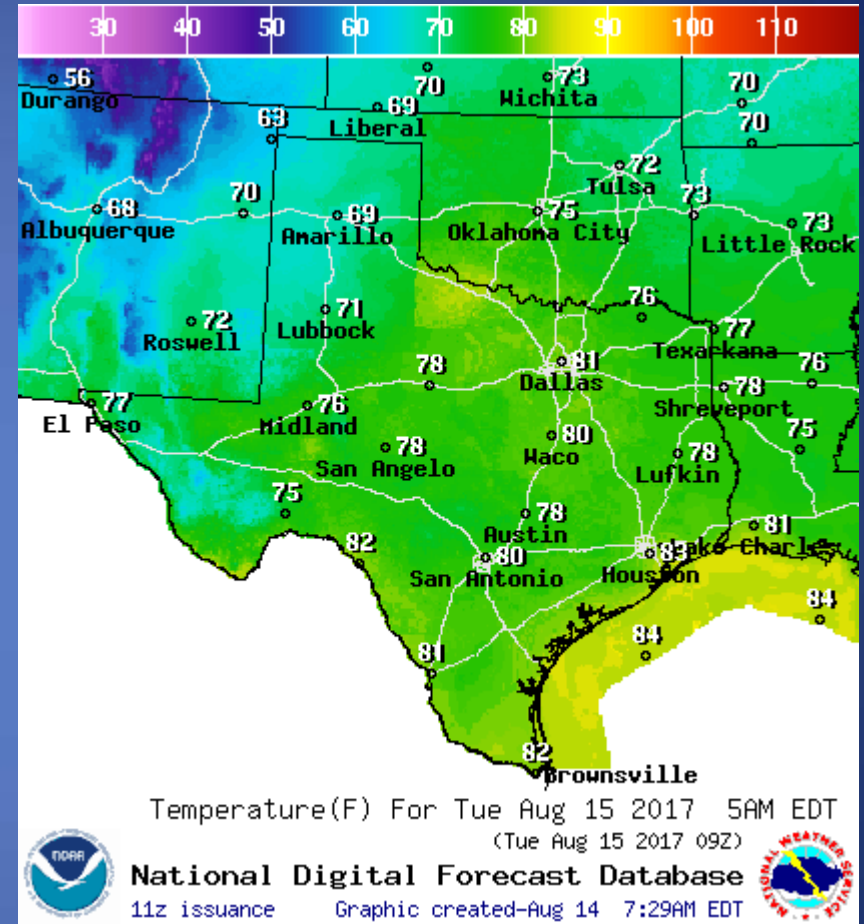 30 40 50 60 70 80 90 100 110
56
Durango
70
73
Wichita
69
Liberal
63
70
70
72
Tulsa
68
Albuquerque
70
69
Amarillo
75
Oklahoma City
73
73
Little Rock
72
Roswell
71
Lubbock
76
77
Texarkana
81
Dallas
78
76
78
Shreveport
77
El Paso
76
Midland
80
Waco
78
San Angelo
78
Lufkin
75
75
78
Austin
81
Lake Charles
82
80
San Antonio
83
Houston
84
84
81
82
Brownsville
Temperature(F) For Tue Aug 15 2017 5AM EDT
(Tue Aug 15 2017 09Z)
National Digital Forecast Database
11z issuance Graphic created-Aug 14 7:29AM EDT
NOAA
NATIONAL WEATHER SERVICE